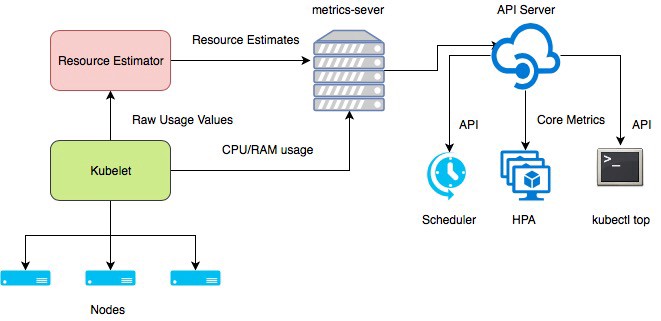 metrics-sever
API Server
Resource Estimator
Resource Estimates
Raw Usage Values
CPU/RAM usage
Kubelet
API
Core Metrics
API
>_
Scheduler
HPA
kubectl top
Nodes